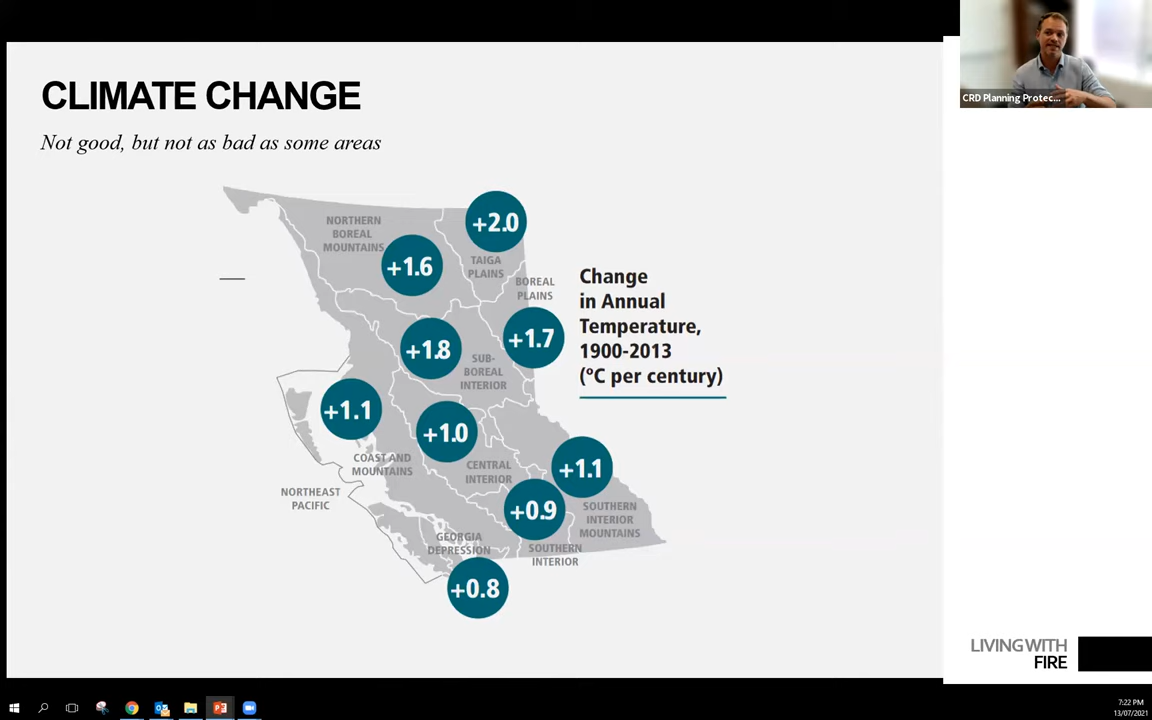 CLIMATE CHANGE
Not good, but not as bad as some areas
+2.0
NORTHERN
BOREAL
MOUNTAINS
+1.6
TAIGA
PLAINS
BOREAL
PLAINS
+1.7
+1.8
SUB-
BOREAL
INTERIOR
+1.1
COAST AND
MOUNTAINS
+1.0
CENTRAL
INTERIOR
+1.1
NORTHEAST
PACIFIC
+0.9
SOUTHERN
INTERIOR
MOUNTAINS
GEORGIA
DEPRESSION
SOUTHERN
INTERIOR
+0.8
Change
in Annual
Temperature,
1900-2013
(ºC per century)
CRD Planning Protec...
LIVING WITH
FIRE
7:22 PM
13/07/2021